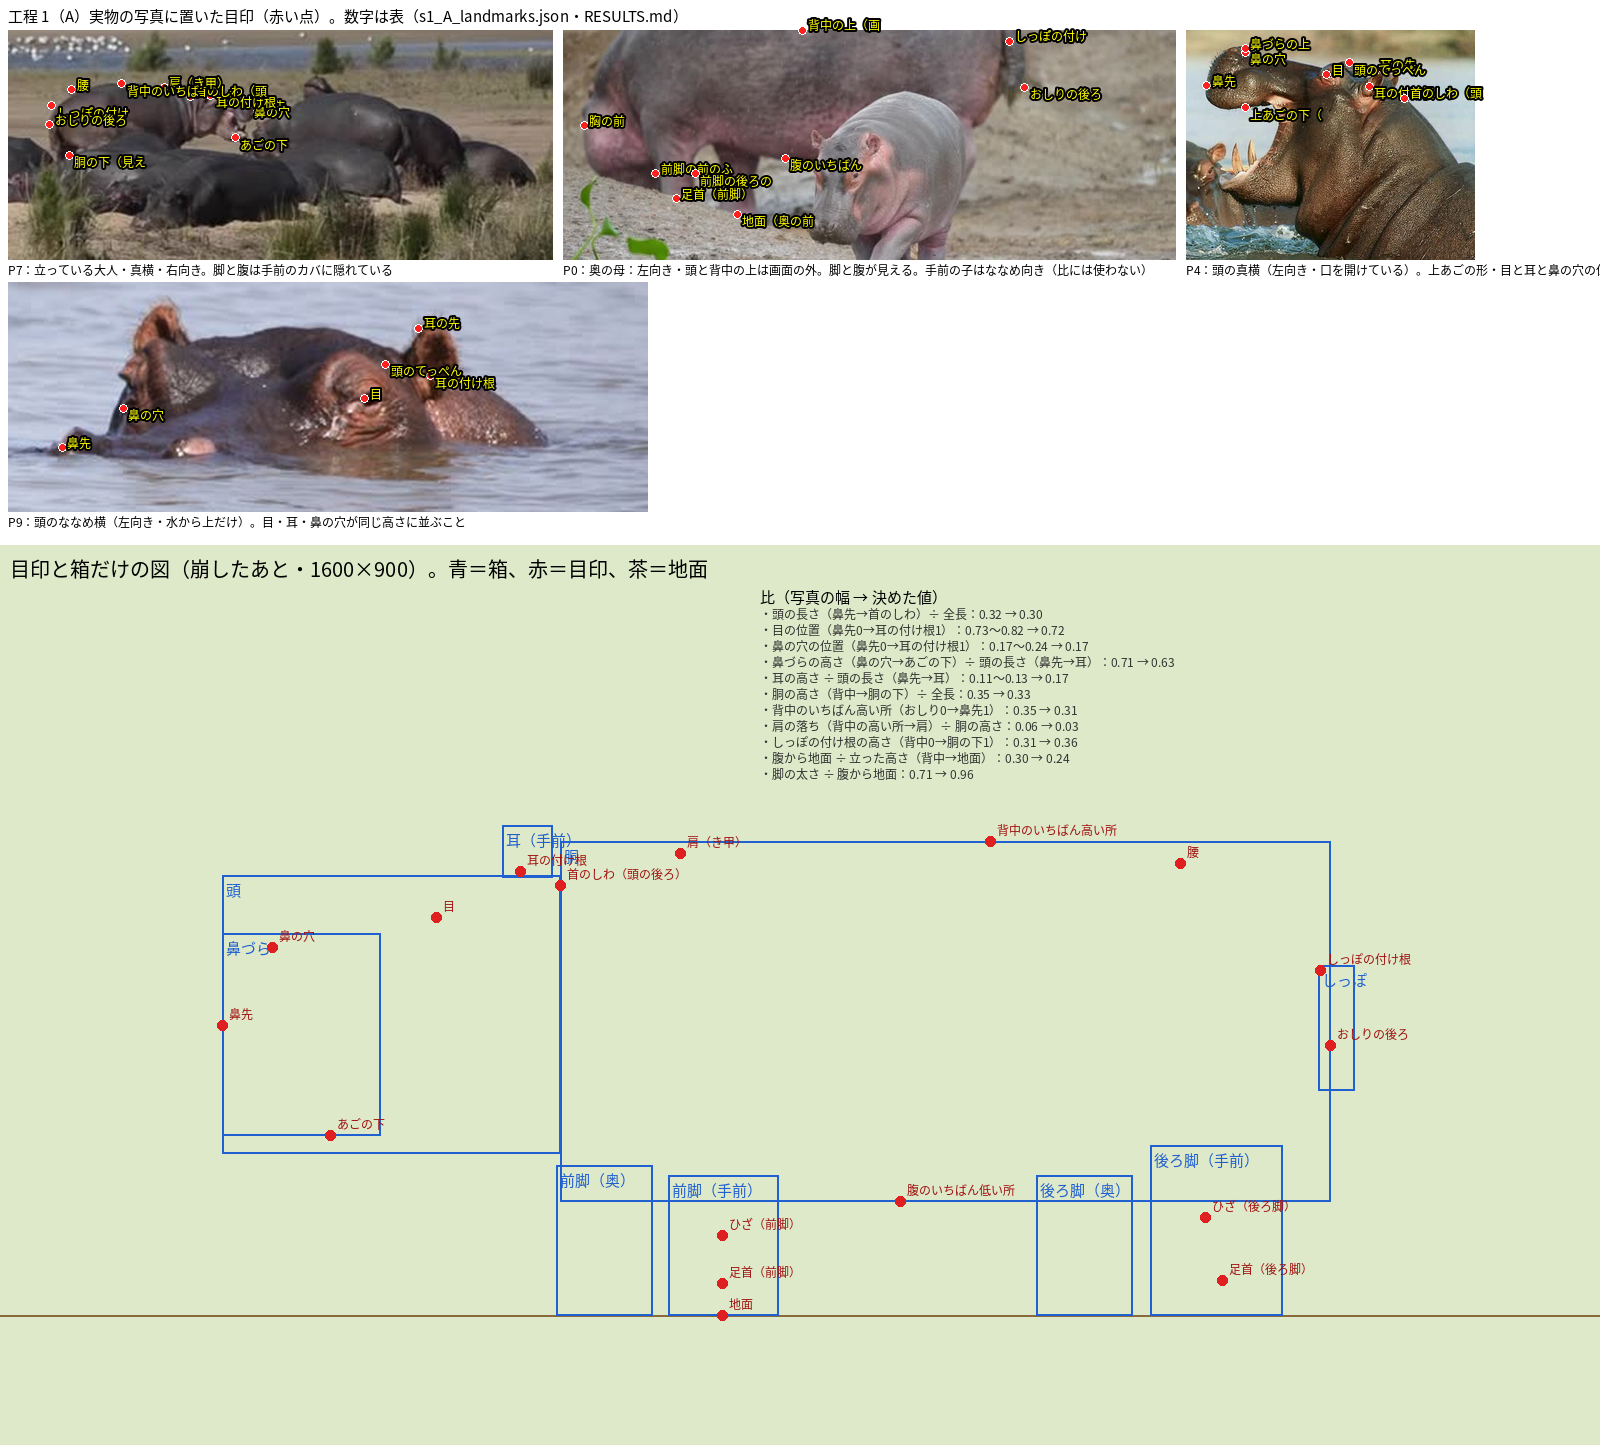 工程 1（A）実物の写真に置いた目印（赤い点）。数字は表（s1_A_landmarks.json・RESULTS.md）
腰
背中のいちば
肩（き甲）
首のしわ（頭
耳の付け根
鼻の穴
しっぽの付け
おしりの後ろ
あごの下
胴の下（見え
背中の上（画
しっぽの付け
おしりの後ろ
胸の前
前脚の前のふ
前脚の後ろの
足首（前脚）
腹のいちばん
地面（奥の前
鼻づらの上
鼻の穴
鼻先
目
頭のてっぺん
耳の先
耳の付
首のしわ（頭
上あごの下（
P7：立っている大人・真横・右向き。脚と腹は手前のカバに隠れている
P0：奥の母：左向き・頭と背中の上は画面の外。脚と腹が見える。手前の子はななめ向き（比には使わない）
P4：頭の真横（左向き・口を開けている）。上あごの形・目と耳と鼻の穴の
耳の先
頭のてっぺん
耳の付け根
目
鼻の穴
鼻先
P9：頭のななめ横（左向き・水から上だけ）。目・耳・鼻の穴が同じ高さに並ぶこと
目印と箱だけの図（崩したあと・1600×900）。青＝箱、赤＝目印、茶＝地面
比（写真の幅 → 決めた値）
・頭の長さ（鼻先→首のしわ）÷ 全長：0.32 → 0.30
・目の位置（鼻先0→耳の付け根1）：0.73〜0.82 → 0.72
・鼻の穴の位置（鼻先0→耳の付け根1）：0.17〜0.24 → 0.17
・鼻づらの高さ（鼻の穴→あごの下）÷ 頭の長さ（鼻先→耳）：0.71 → 0.63
・耳の高さ ÷ 頭の長さ（鼻先→耳）：0.11〜0.13 → 0.17
・胴の高さ（背中→胴の下）÷ 全長：0.35 → 0.33
・背中のいちばん高い所（おしり0→鼻先1）：0.35 → 0.31
・肩の落ち（背中の高い所→肩）÷ 胴の高さ：0.06 → 0.03
・しっぽの付け根の高さ（背中0→胴の下1）：0.31 → 0.36
・腹から地面 ÷ 立った高さ（背中→地面）：0.30 → 0.24
・脚の太さ ÷ 腹から地面：0.71 → 0.96
耳（手前）
胴
肩（き甲）
背中のいちばん高い所
腰
耳の付け根
首のしわ（頭の後ろ）
頭
目
鼻づら
鼻の穴
しっぽの付け根
しっぽ
鼻先
おしりの後ろ
あごの下
前脚（奥）
前脚（手前）
腹のいちばん低い所
後ろ脚（奥）
後ろ脚（手前）
ひざ（前脚）
ひざ（後ろ脚）
足首（前脚）
足首（後ろ脚）
地面